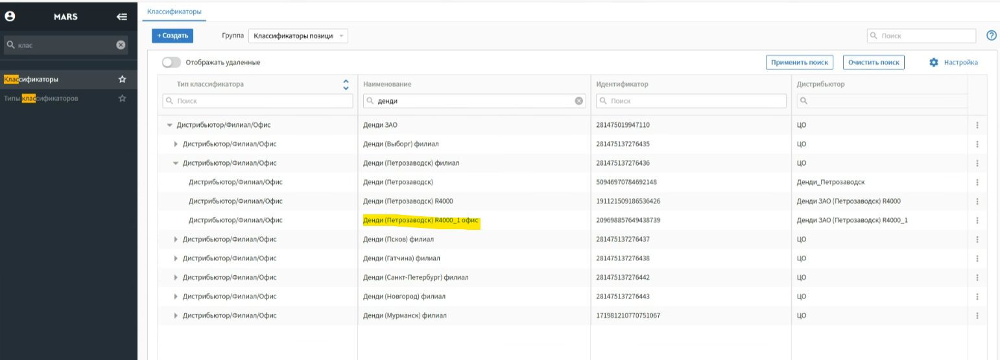 MARS
клас
Классификаторы
Типы классификаторов
Классификаторы
+ Создать Группа Классификаторы позици Поиск
Отображать удаленные Применить поиск Очистить поиск Настройка
Тип классификатора Наименование Идентификатор Дистрибьютор
Поиск денди Поиск
Дистрибьютор/Филиал/Офис Денди ЗАО 281475019947110 ЦО
Дистрибьютор/Филиал/Офис Денди (Выборг) филиал 281475137276435 ЦО
Дистрибьютор/Филиал/Офис Денди (Петрозаводск) филиал 281475137276436 ЦО
Дистрибьютор/Филиал/Офис Денди (Петрозаводск) 50946970784692148 Денди_Петрозаводск
Дистрибьютор/Филиал/Офис Денди (Петрозаводск) R4000 191121509186536426 Денди ЗАО (Петрозаводск) R4000
Дистрибьютор/Филиал/Офис Денди (Петрозаводск) R4000_1 офис 209698857649438739 Денди ЗАО (Петрозаводск) R4000_1
Дистрибьютор/Филиал/Офис Денди (Псков) филиал 281475137276437 ЦО
Дистрибьютор/Филиал/Офис Денди (Гатчина) филиал 281475137276438 ЦО
Дистрибьютор/Филиал/Офис Денди (Санкт-Петербург) филиал 281475137276442 ЦО
Дистрибьютор/Филиал/Офис Денди (Новгород) филиал 281475137276443 ЦО
Дистрибьютор/Филиал/Офис Денди (Мурманск) филиал 171981210770751067 ЦО